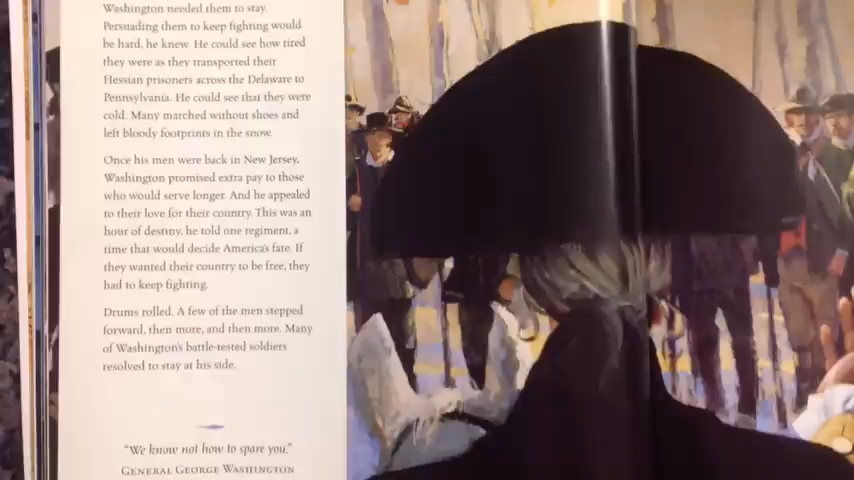 Washington needed them to stay.
Persuading them to keep fighting would
be hard, he knew. He could see how tired
they were as they transported their
Hessian prisoners across the Delaware to
Pennsylvania. He could see that they were
cold. Many marched without shoes and
left bloody footprints in the snow.
Once his men were back in New Jersey,
Washington promised extra pay to those
who would serve longer. And he appealed
to their love for their country. This was an
hour of destiny, he told one regiment, a
time that would decide America's fate. If
they wanted their country to be free, they
had to keep fighting.
Drums rolled. A few of the men stepped
forward, then more, and then more. Many
of Washington's battle-tested soldiers
resolved to stay at his side.
"We know not how to spare you."
GENERAL GEORGE WASHINGTON